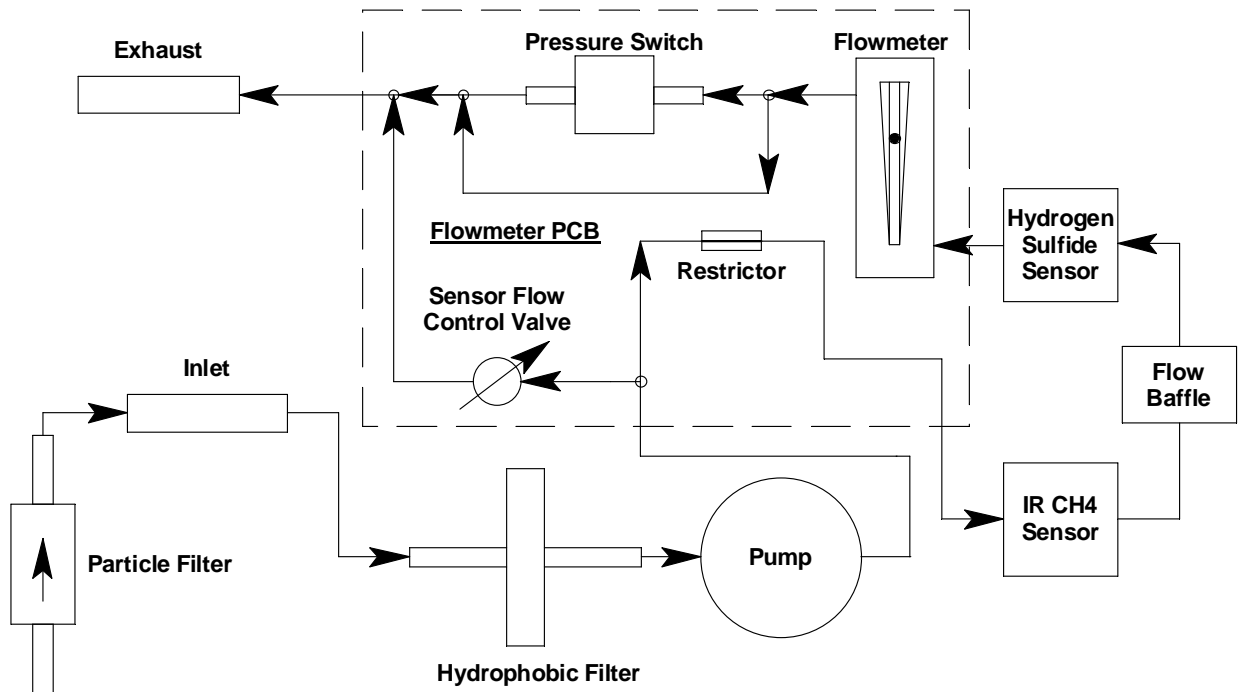 Exhaust
Pressure Switch
Flowmeter
Flowmeter PCB
Restrictor
Hydrogen
Sulfide
Sensor
Sensor Flow
Control Valve
Inlet
Flow
Baffle
Particle Filter
Pump
IR CH4
Sensor
Hydrophobic Filter